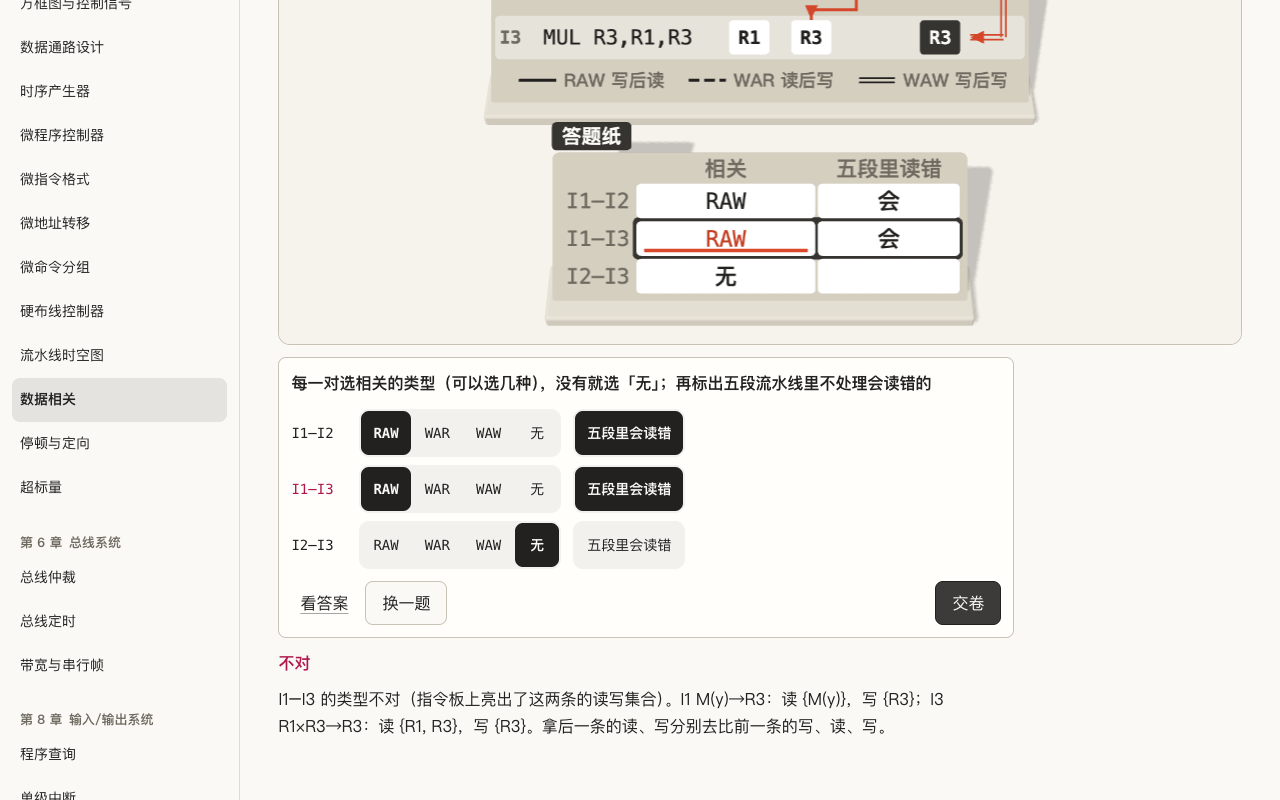 方框图与控制信号
数据通路设计
时序产生器
微程序控制器
微指令格式
微地址转移
微命令分组
硬布线控制器
流水线时空图
数据相关
停顿与定向
超标量
第 6 章 总线系统
总线仲裁
总线定时
带宽与串行帧
第 8 章 输入/输出系统
程序查询
单级中断
I3 MUL R3,R1,R3 R1 R3 R3
RAW 写后读 WAR 读后写 WAW 写后写
答题纸
相关 五段里读错
I1—I2 RAW 会
I1—I3 RAW 会
I2—I3 无
每一对选相关的类型（可以选几种），没有就选「无」；再标出五段流水线里不处理会读错的
I1—I2 RAW WAR WAW 无 五段里会读错
I1—I3 RAW WAR WAW 无 五段里会读错
I2—I3 RAW WAR WAW 无 五段里会读错
看答案 换一题 交卷
不对
I1—I3 的类型不对（指令板上亮出了这两条的读写集合）。I1 M(y)→R3：读 {M(y)}，写 {R3}；I3
R1×R3→R3：读 {R1, R3}，写 {R3}。拿后一条的读、写分别去比前一条的写、读、写。